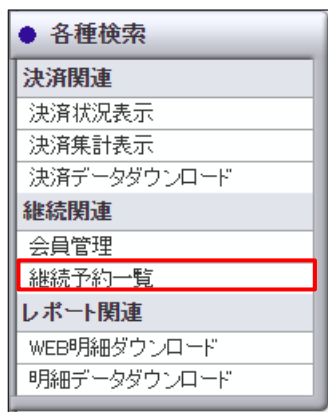 各種検索
決済関連
決済状況表示
決済集計表示
決済データダウンロード
継続関連
会員管理
継続予約一覧
レポート関連
WEB明細ダウンロード
明細データダウンロード